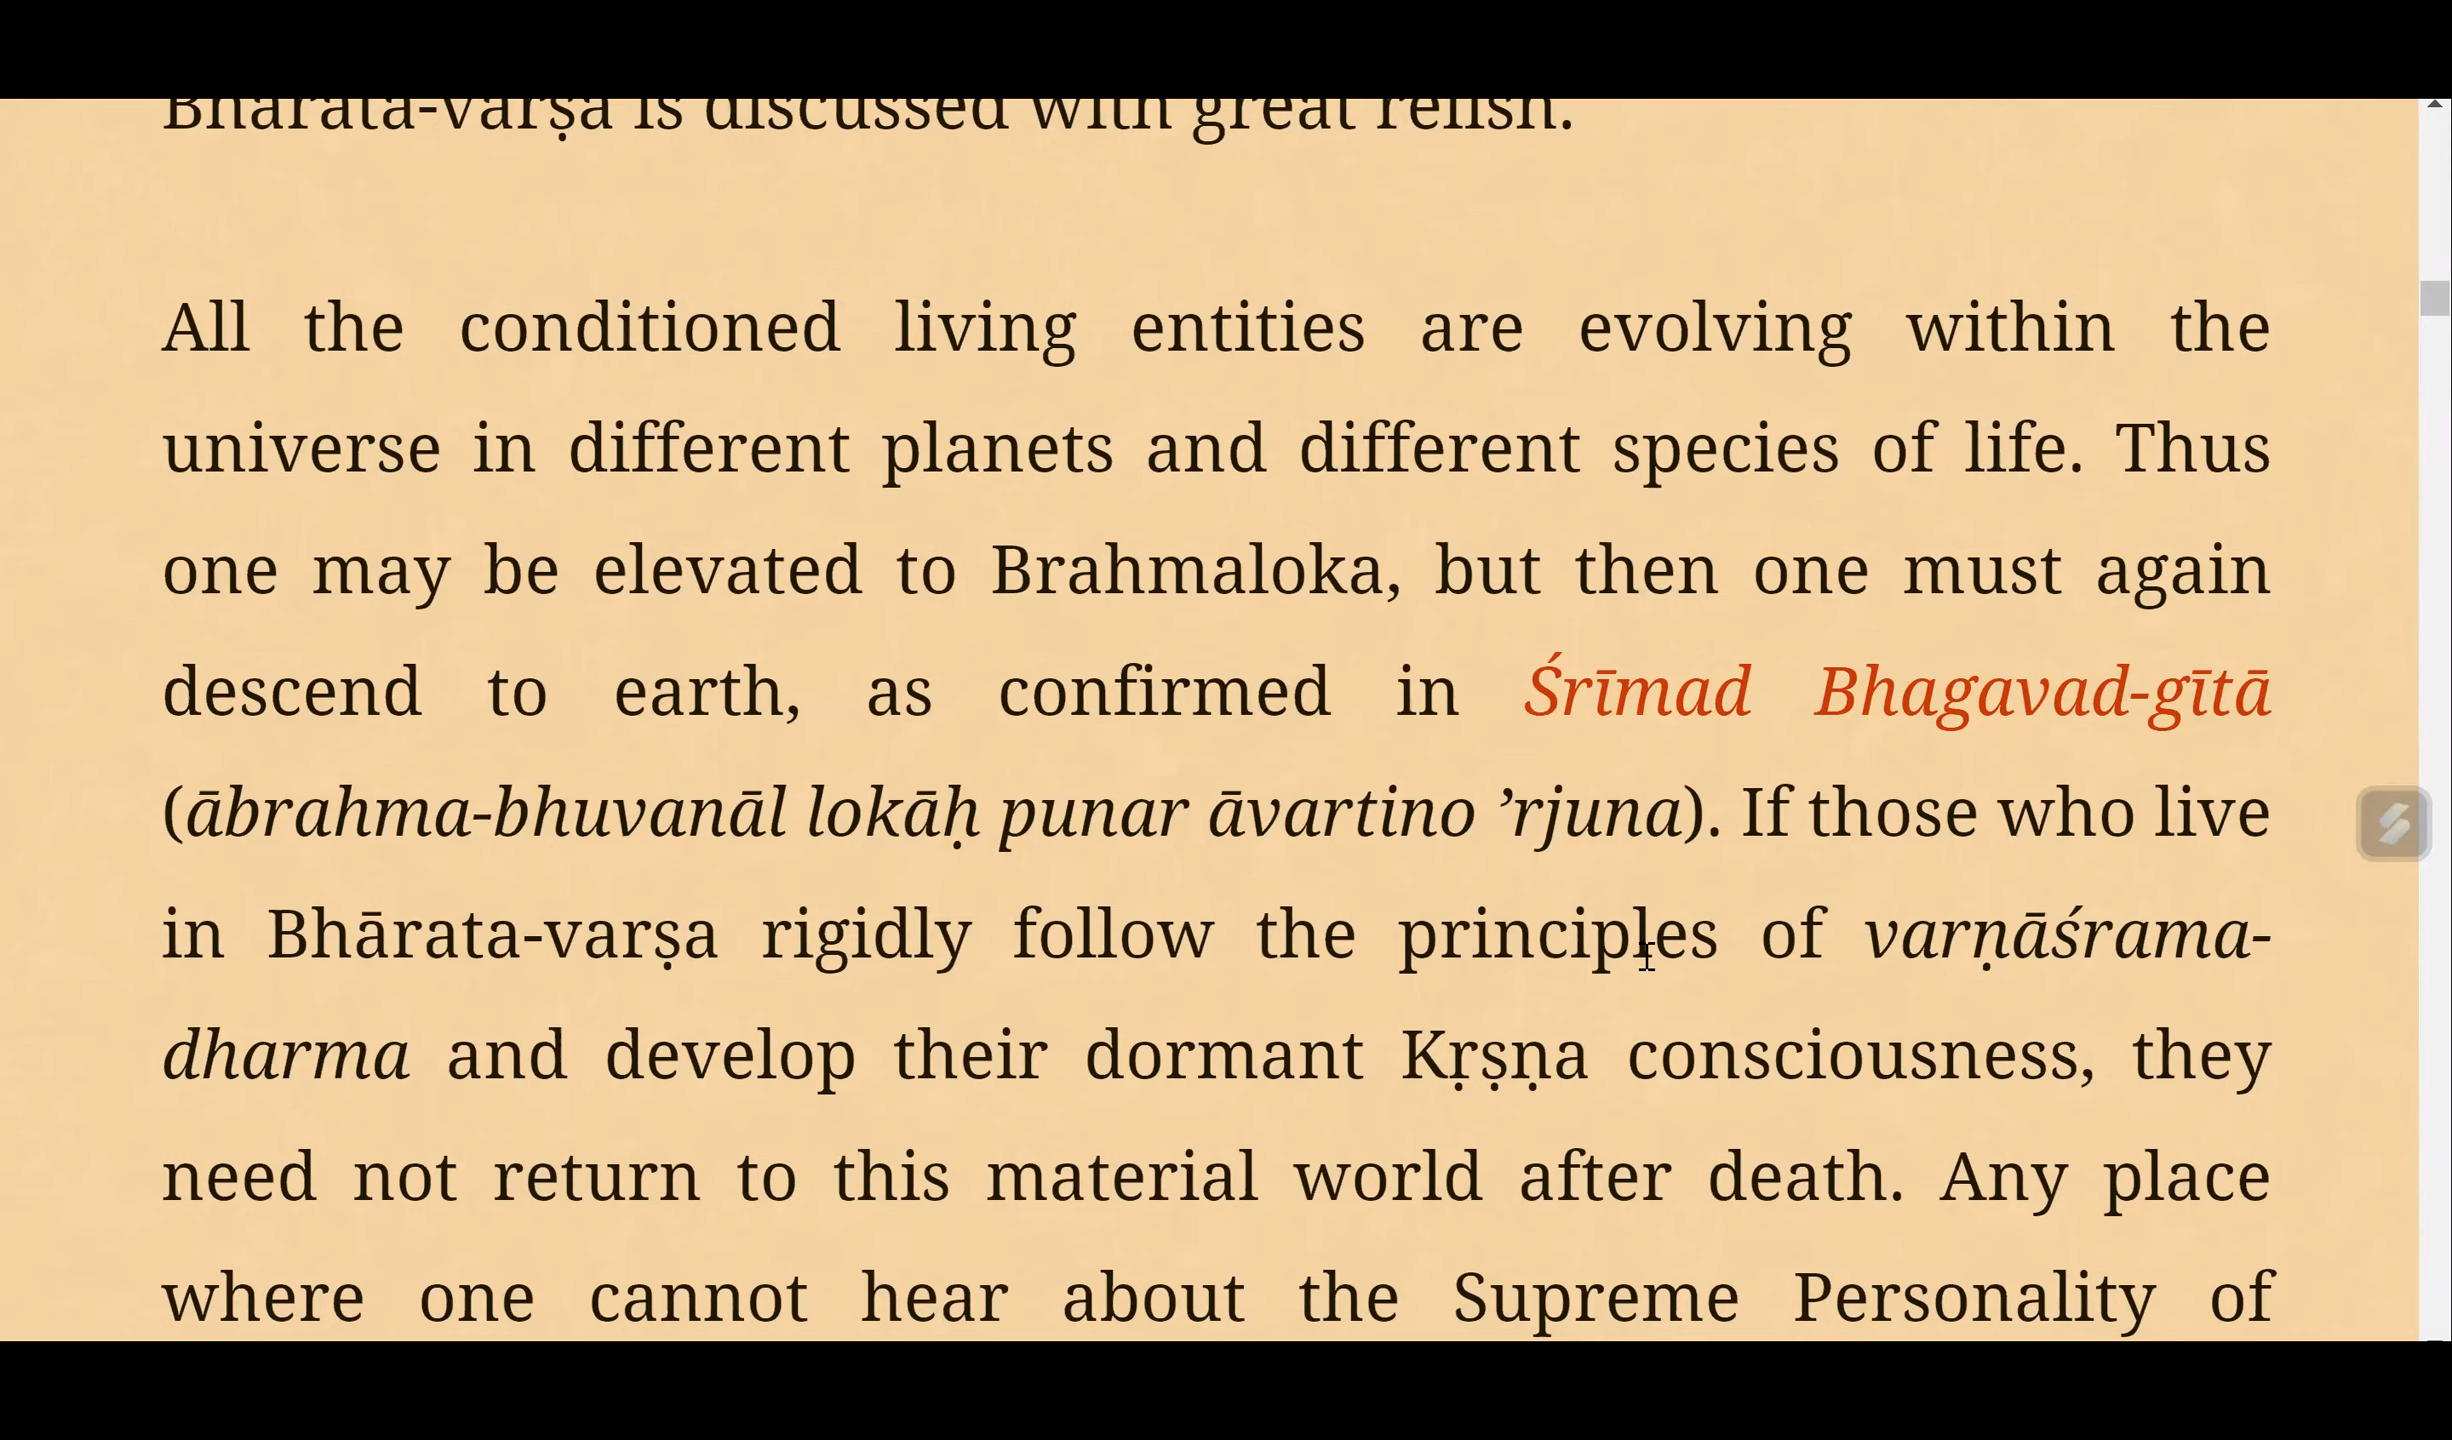 Bhārata-varṣa is discussed with great relish.
All the conditioned living entities are evolving within the
universe in different planets and different species of life. Thus
one may be elevated to Brahmaloka, but then one must again
descend to earth, as confirmed in Śrīmad Bhagavad-gītā
(ābrahma-bhuvanāl lokāḥ punar āvartino ’rjuna). If those who live
in Bhārata-varṣa rigidly follow the principles of varṇāśrama-
dharma and develop their dormant Kṛṣṇa consciousness, they
need not return to this material world after death. Any place
where one cannot hear about the Supreme Personality of